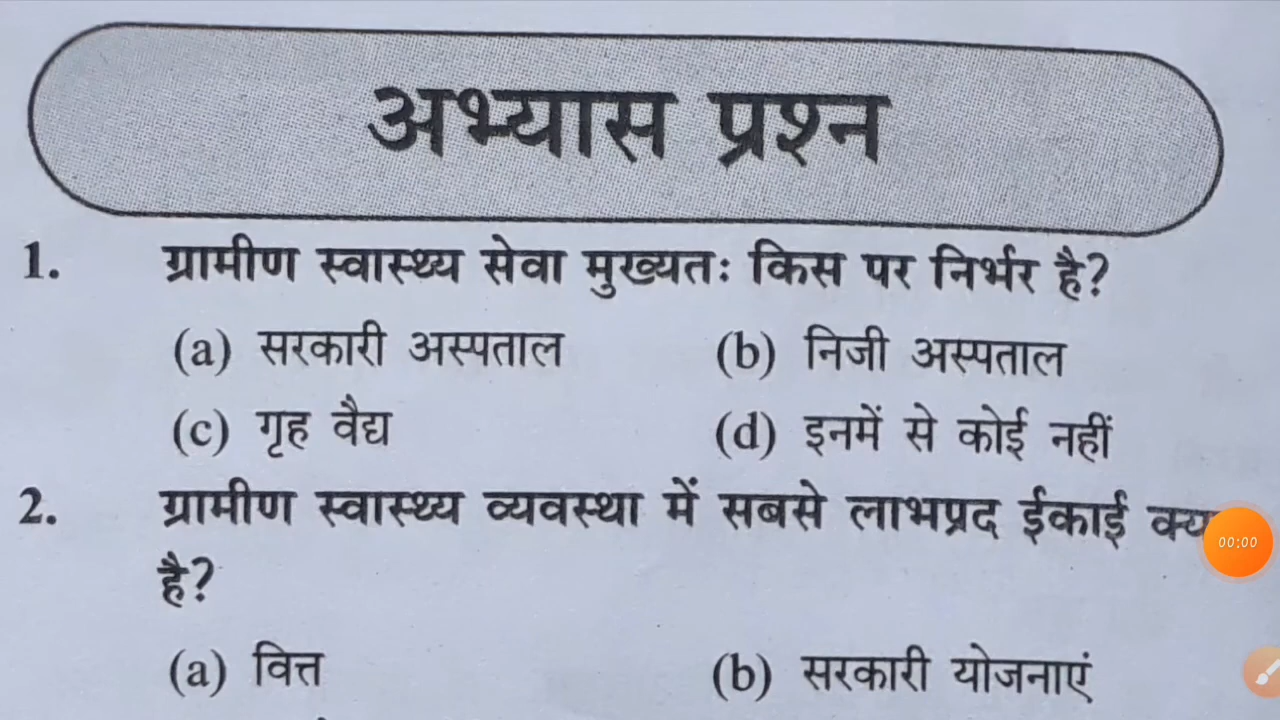 अभ्यास प्रश्न
1. ग्रामीण स्वास्थ्य सेवा मुख्यतः किस पर निर्भर है?
(a) सरकारी अस्पताल (b) निजी अस्पताल
(c) गृह वैद्य (d) इनमें से कोई नहीं
2. ग्रामीण स्वास्थ्य व्यवस्था में सबसे लाभप्रद ईकाई
00:00
है?
(a) वित्त (b) सरकारी योजनाएं